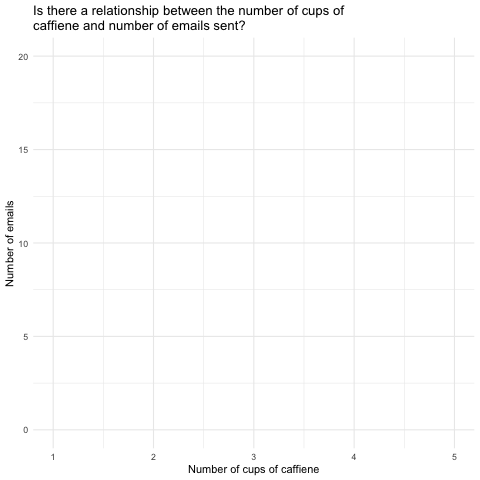 Is there a relationship between the number of cups of
caffiene and number of emails sent?
20
15
10
5
0
Number of emails
1 2 3 4 5
Number of cups of caffiene